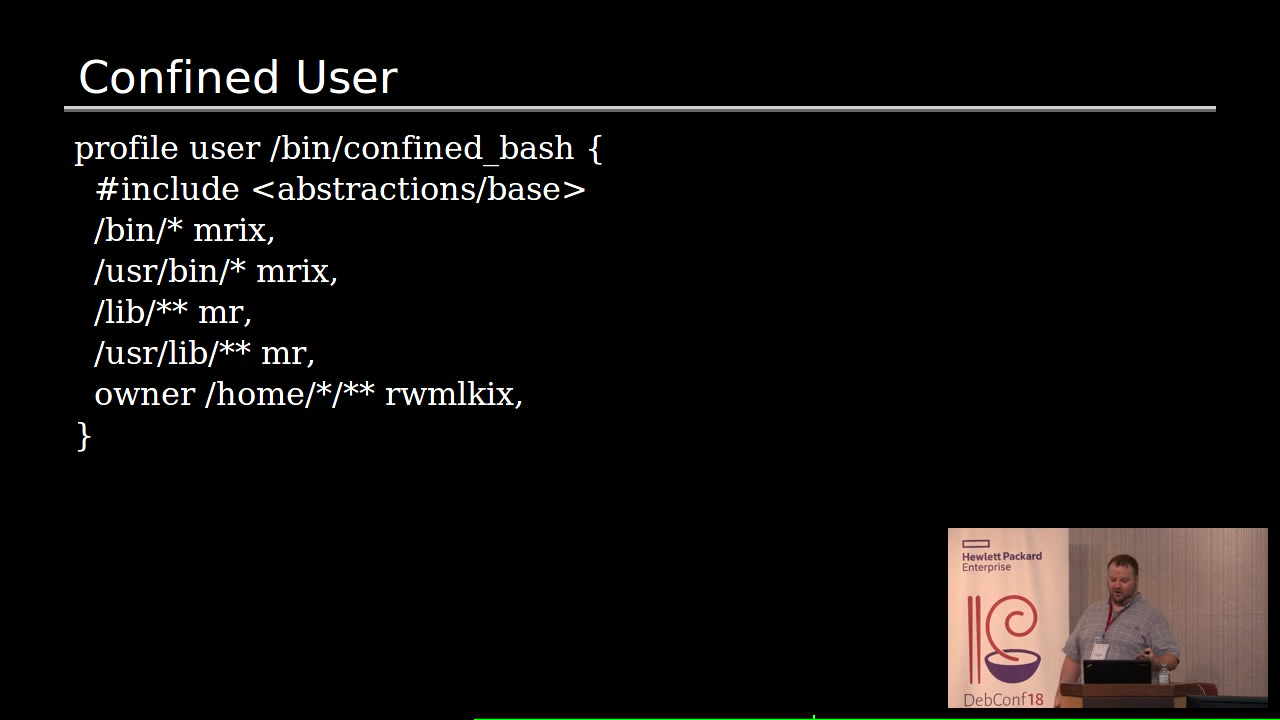 Confined User
profile user /bin/confined_bash {
#include <abstractions/base>
/bin/* mrix,
/usr/bin/* mrix,
/lib/** mr,
/usr/lib/** mr,
owner /home/*/** rwmlkix,
}
Hewlett Packard
Enterprise
DebConf18